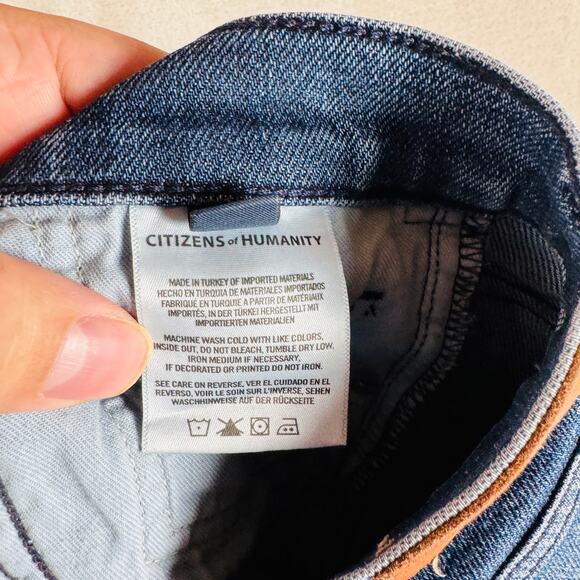 CITIZENS of HUMANITY
MADE IN TURKEY OF IMPORTED MATERIALS
HECHO EN TURQUIA DE MATERIALES IMPORTADOS
FABRIQUÉ EN TURQUIE A PARTIR DE MATÉRIAUX
IMPORTÉS, IN DER TÜRKEI HERGESTELLT MIT
IMPORTIERTEN MATERIALIEN
MACHINE WASH COLD WITH LIKE COLORS,
INSIDE OUT, DO NOT BLEACH, TUMBLE DRY LOW,
IRON MEDIUM IF NECESSARY,
IF DECORATED OR PRINTED DO NOT IRON.
SEE CARE ON REVERSE, VER EL CUIDADO EN EL
REVERSO, VOIR LE SOIN SUR L'INVERSE, SEHEN
WASCHHINWEISE AUF DER RÜCKSEITE